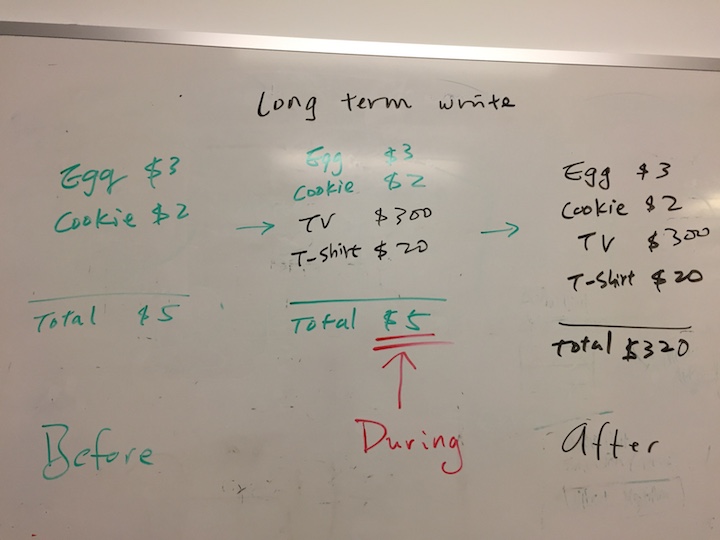 Long term write
Egg $3
Cookie $2
Total $5
Before
→
Egg $3
Cookie $2
TV $300
T-Shirt $20
Total $5
During
→
Egg $3
Cookie $2
TV $300
T-Shirt $20
Total $320
After